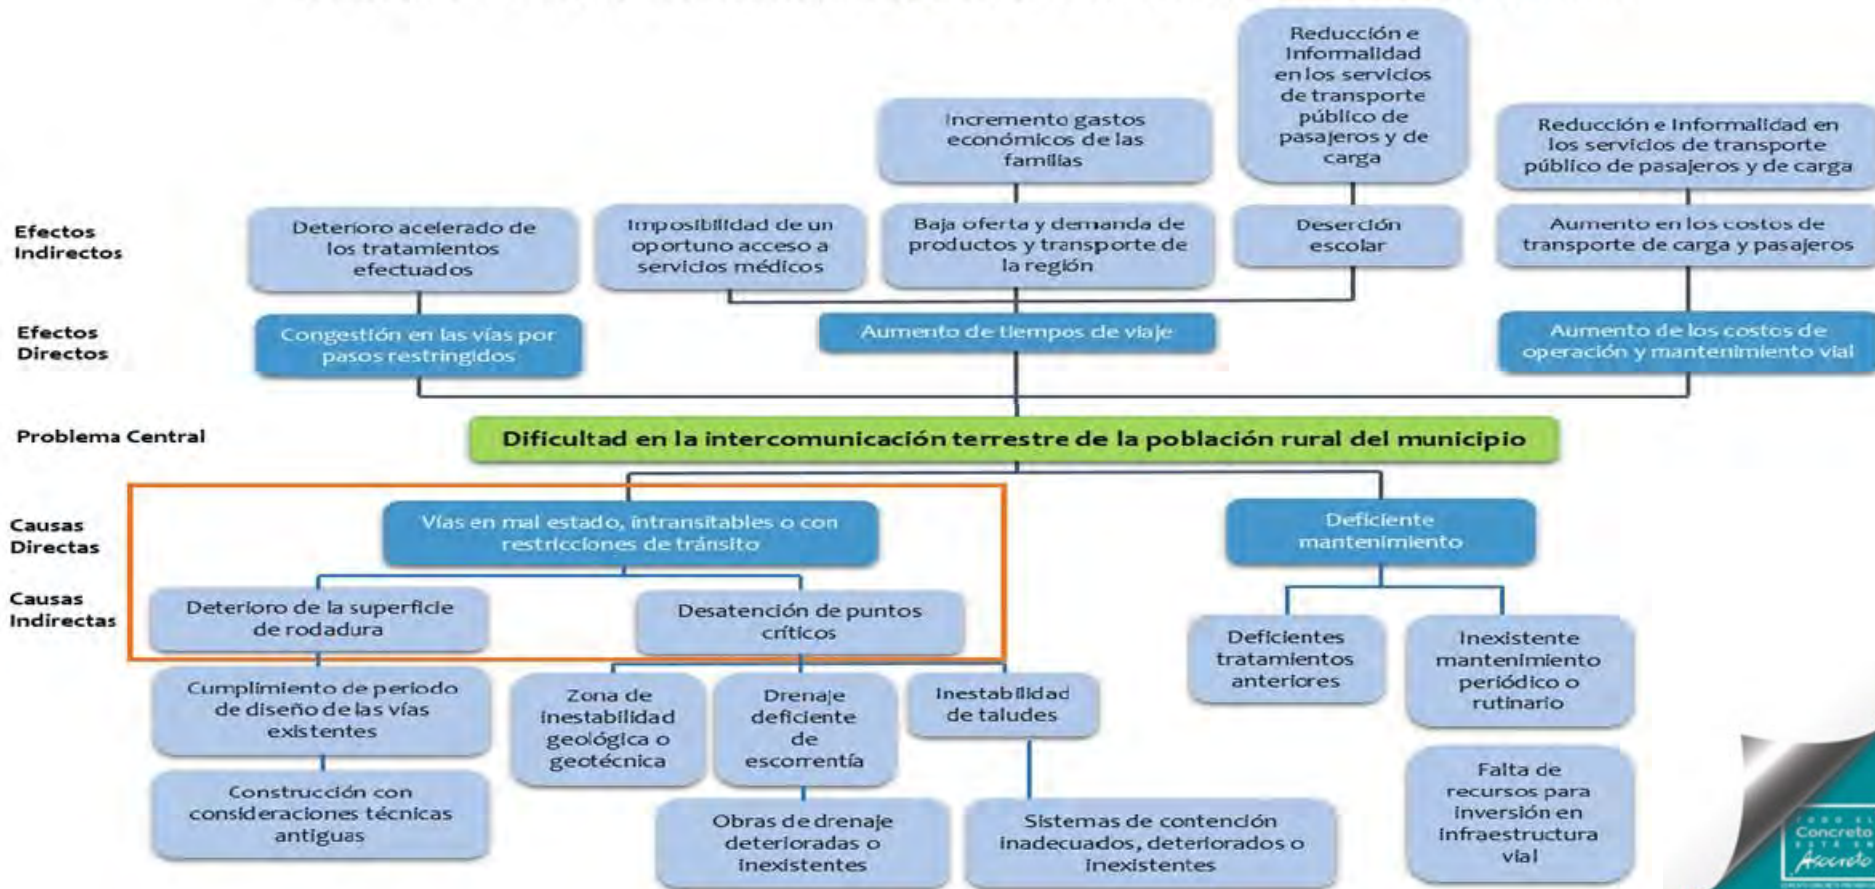 Reducción e
Informalidad
en los servicios
de transporte
público de
pasajeros y de
carga
Incremento gastos
económicos de las
familias
Reducción e Informalidad en
los servicios de transporte
público de pasajeros y de carga
Efectos
Indirectos
Deterioro acelerado de
los tratamientos
efectuados
Imposibilidad de un
oportuno acceso a
servicios médicos
Baja oferta y demanda de
productos y transporte de
la región
Deserción
escolar
Aumento en los costos de
transporte de carga y pasajeros
Efectos
Directos
Congestión en las vías por
pasos restringidos
Aumento de tiempos de viaje
Aumento de los costos de
operación y mantenimiento vial
Problema Central
Dificultad en la intercomunicación terrestre de la población rural del municipio
Causas
Directas
Vías en mal estado, intransitables o con
restricciones de tránsito
Deficiente
mantenimiento
Causas
Indirectas
Deterioro de la superficie
de rodadura
Desatención de puntos
críticos
Deficientes
tratamientos
anteriores
Inexistente
mantenimiento
periódico o
rutinario
Cumplimiento de periodo
de diseño de las vías
existentes
Zona de
inestabilidad
geológica o
geotécnica
Drenaje
deficiente
de
escorrentía
Inestabilidad
de taludes
Construcción con
consideraciones técnicas
antiguas
Obras de drenaje
deterioradas o
inexistentes
Sistemas de contención
inadecuados, deteriorados o
inexistentes
Falta de
recursos para
inversión en
infraestructura
vial
TODO EL
Concreto
ESTÁ EN
Asocreto